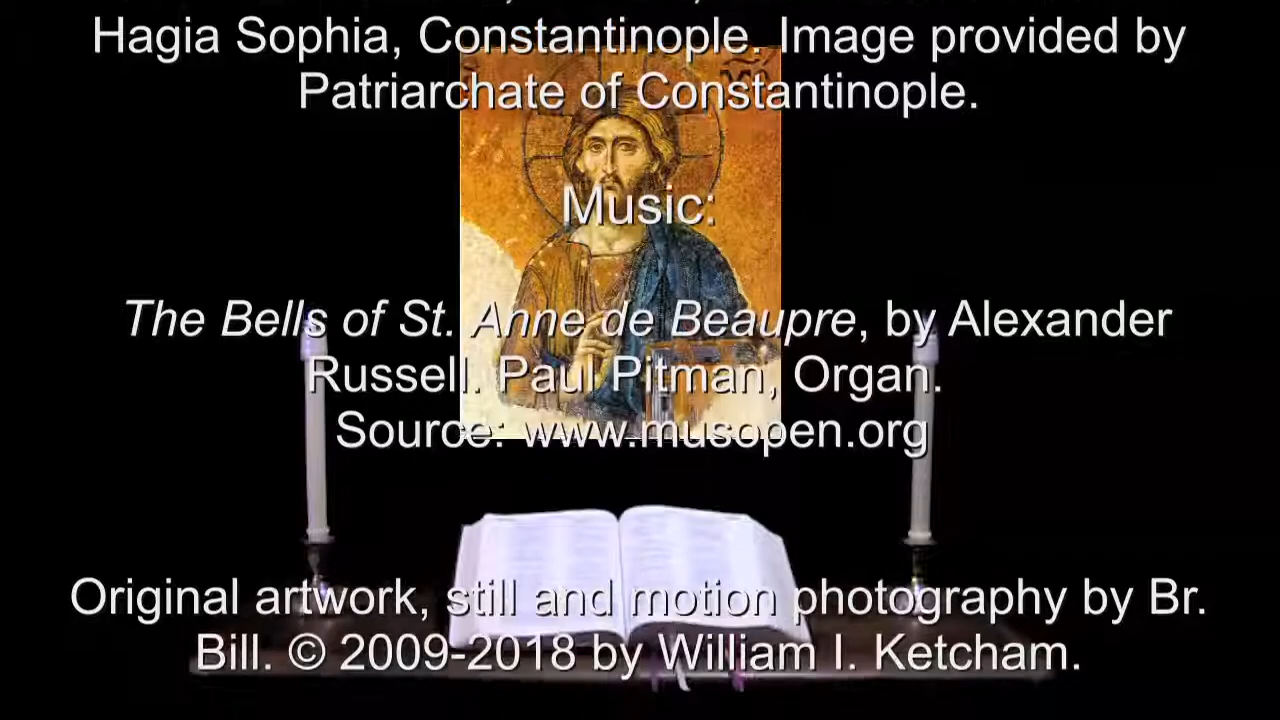 Hagia Sophia, Constantinople. Image provided by
Patriarchate of Constantinople.
Music:
The Bells of St. Anne de Beaupre, by Alexander
Russell. Paul Pitman, Organ.
Source: www.musopen.org
Original artwork, still and motion photography by Br.
Bill. © 2009-2018 by William I. Ketcham.